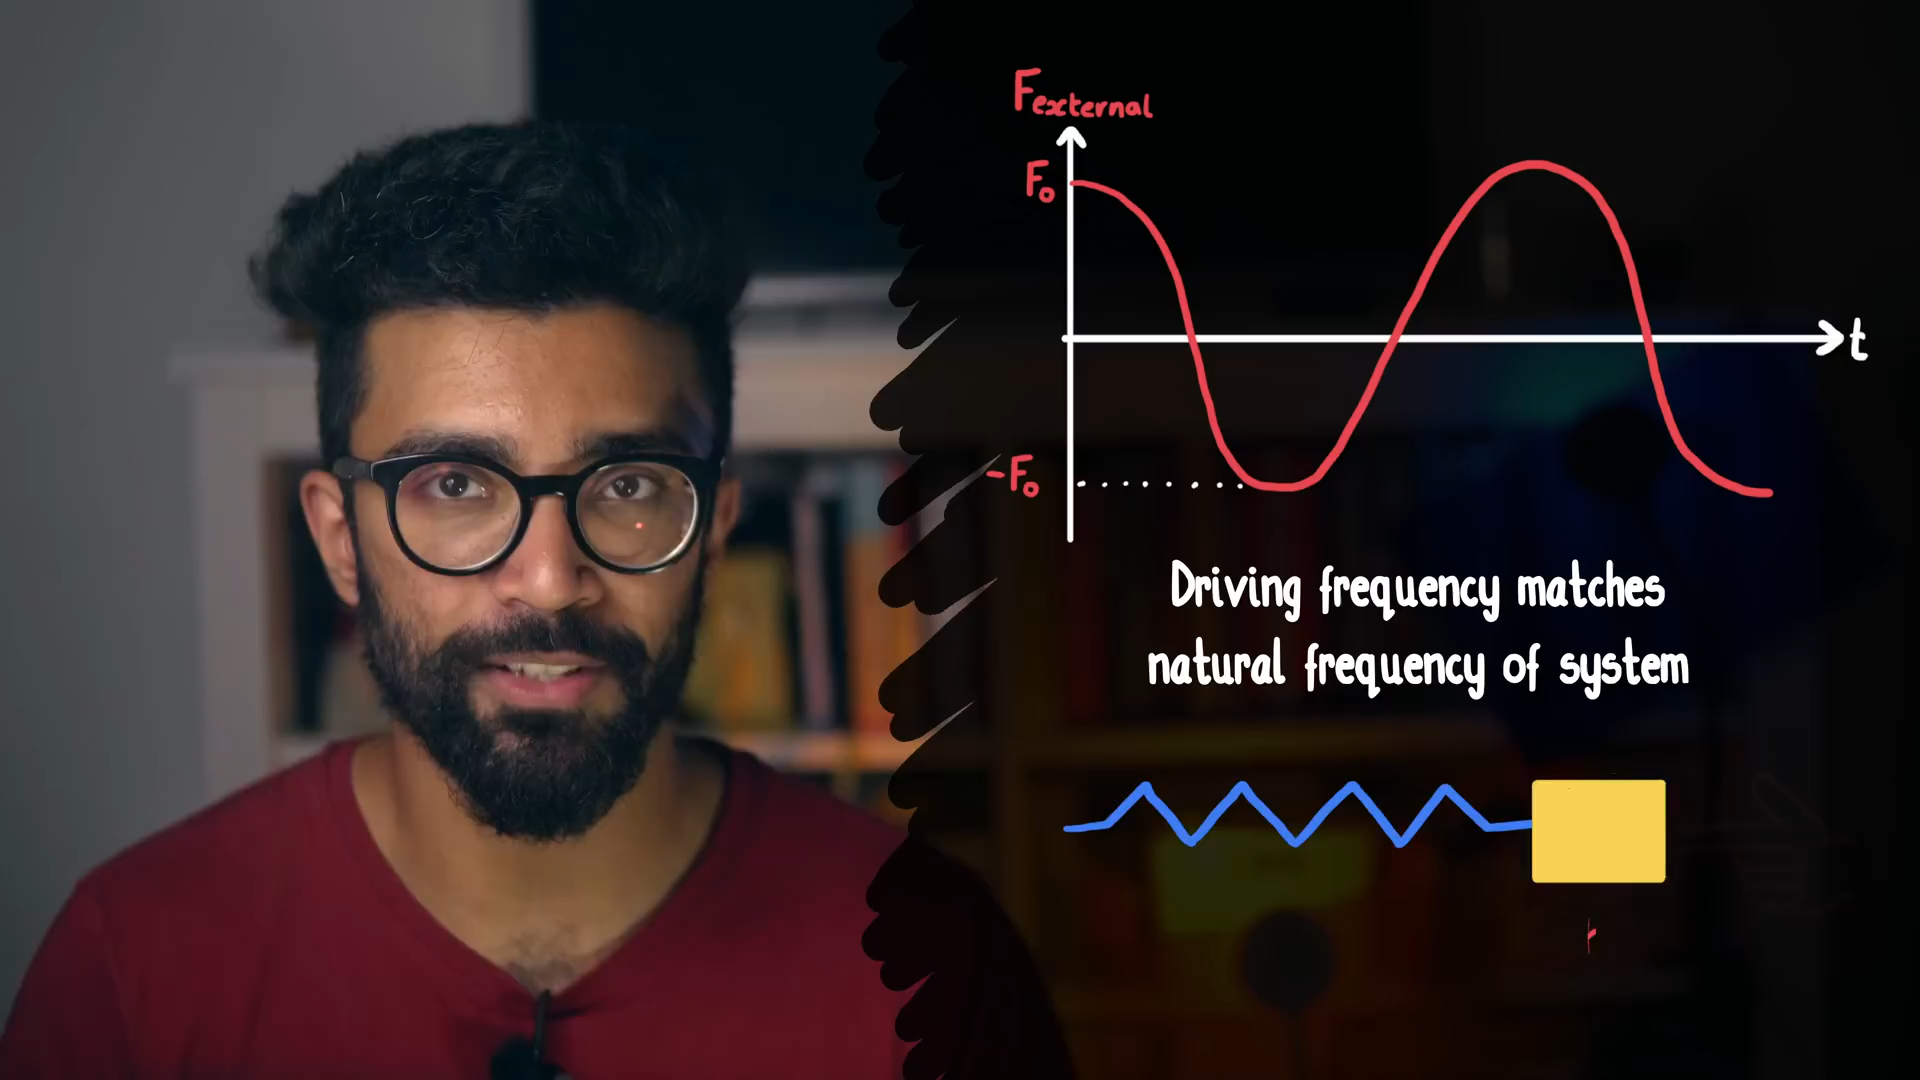 Fexternal
F₀
t
-F₀
Driving frequency matches
natural frequency of system